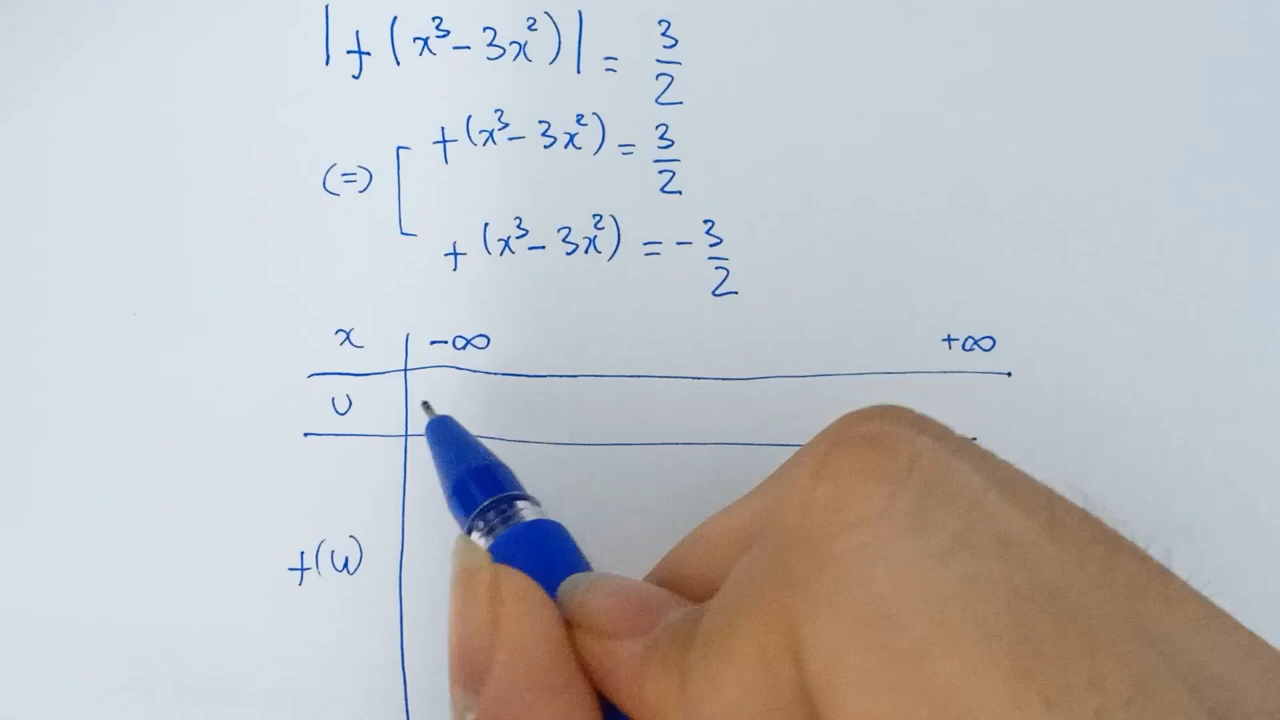 |f(x³-3x²)| = 3/2
(=) [ f(x³-3x²) = 3/2
f(x³-3x²) = -3/2
x -∞ +∞
U
f(u)